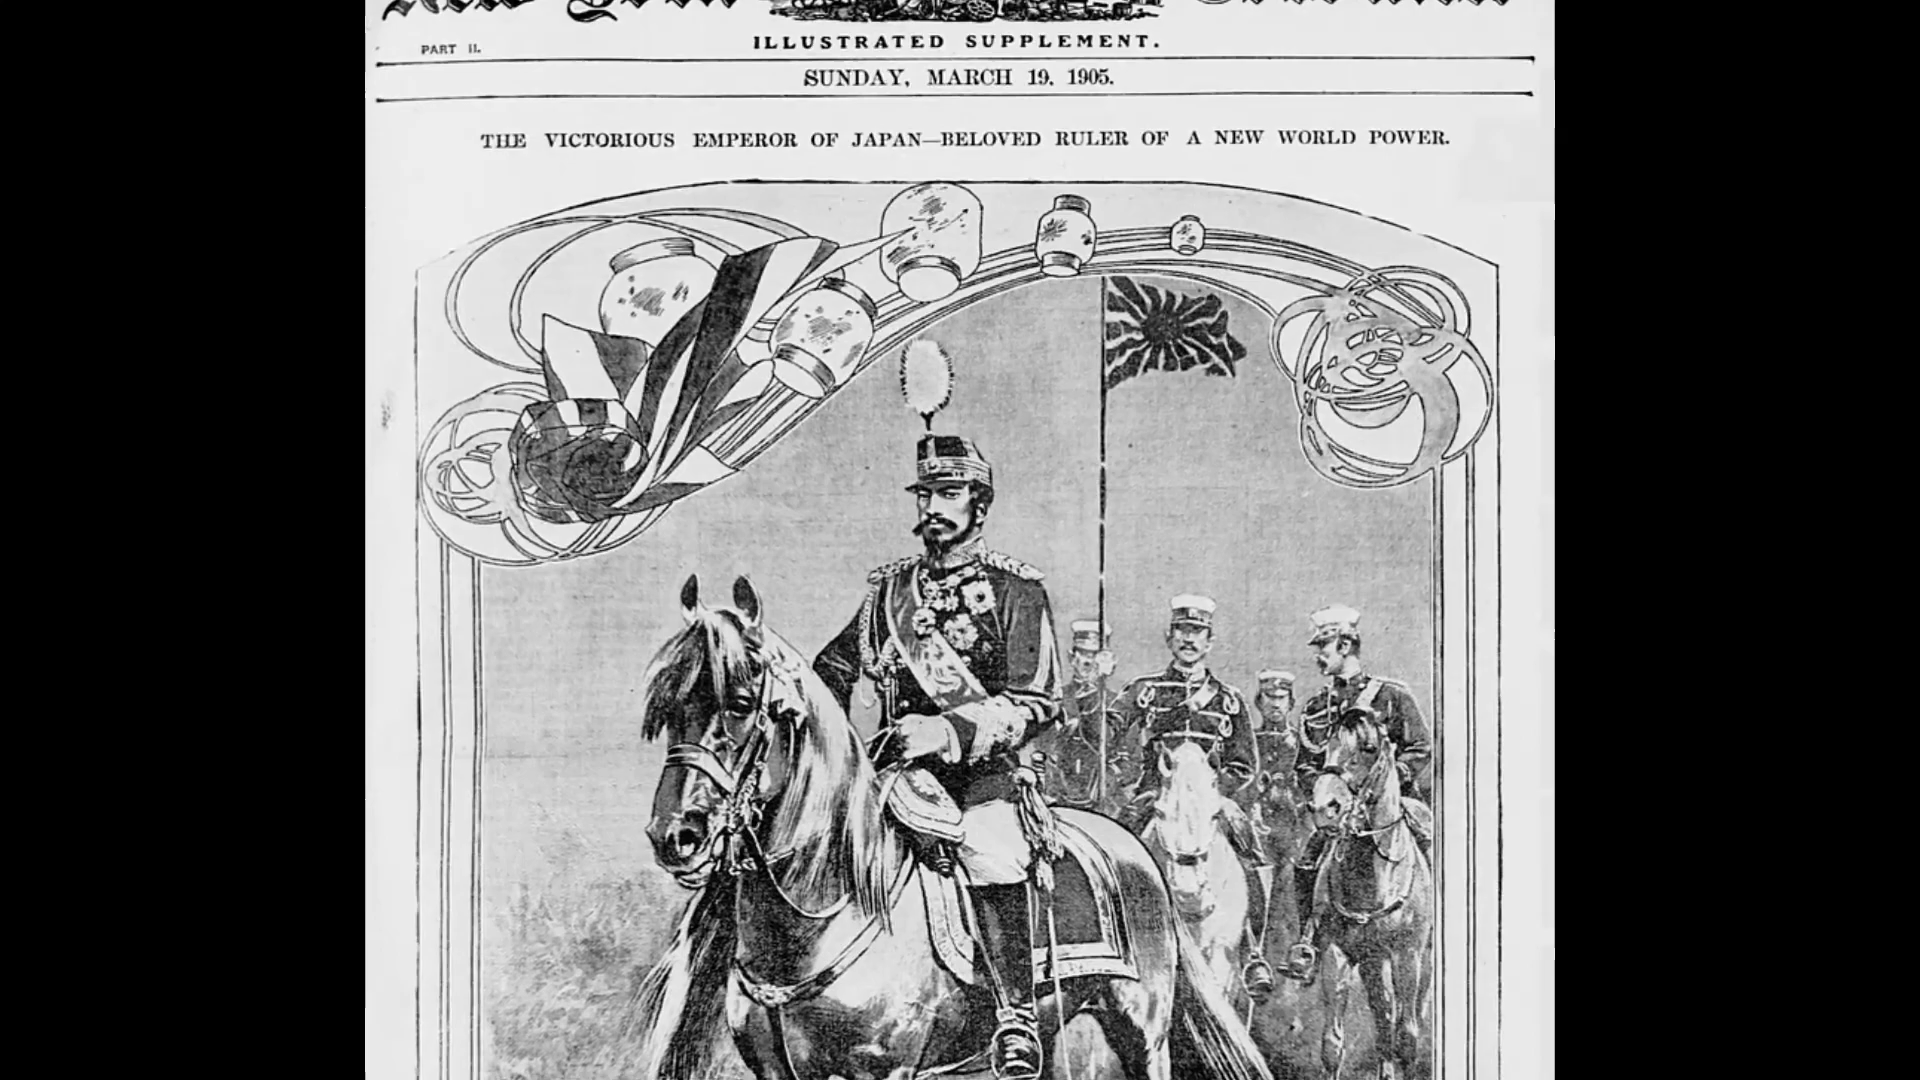 PART II.
ILLUSTRATED SUPPLEMENT.
SUNDAY, MARCH 19, 1905.
THE VICTORIOUS EMPEROR OF JAPAN—BELOVED RULER OF A NEW WORLD POWER.